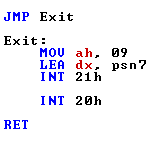 JMP Exit
Exit:
MOV ah, 09
LEA dx, psn7
INT 21h
INT 20h
RET